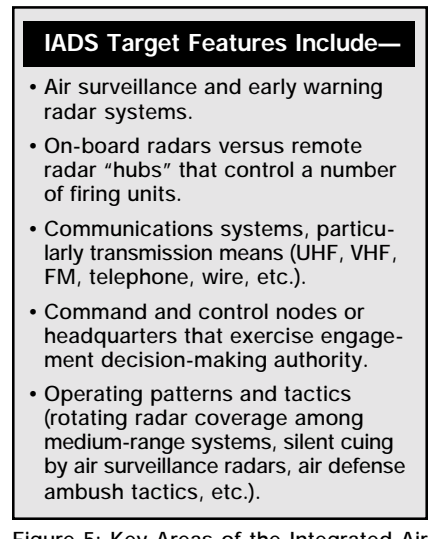 IADS Target Features Include—
• Air surveillance and early warning
radar systems.
• On-board radars versus remote
radar “hubs” that control a number
of firing units.
• Communications systems, particu-
larly transmission means (UHF, VHF,
FM, telephone, wire, etc.).
• Command and control nodes or
headquarters that exercise engage-
ment decision-making authority.
• Operating patterns and tactics
(rotating radar coverage among
medium-range systems, silent cuing
by air surveillance radars, air defense
ambush tactics, etc.).
Figure 5: Key Areas of the Integrated Air